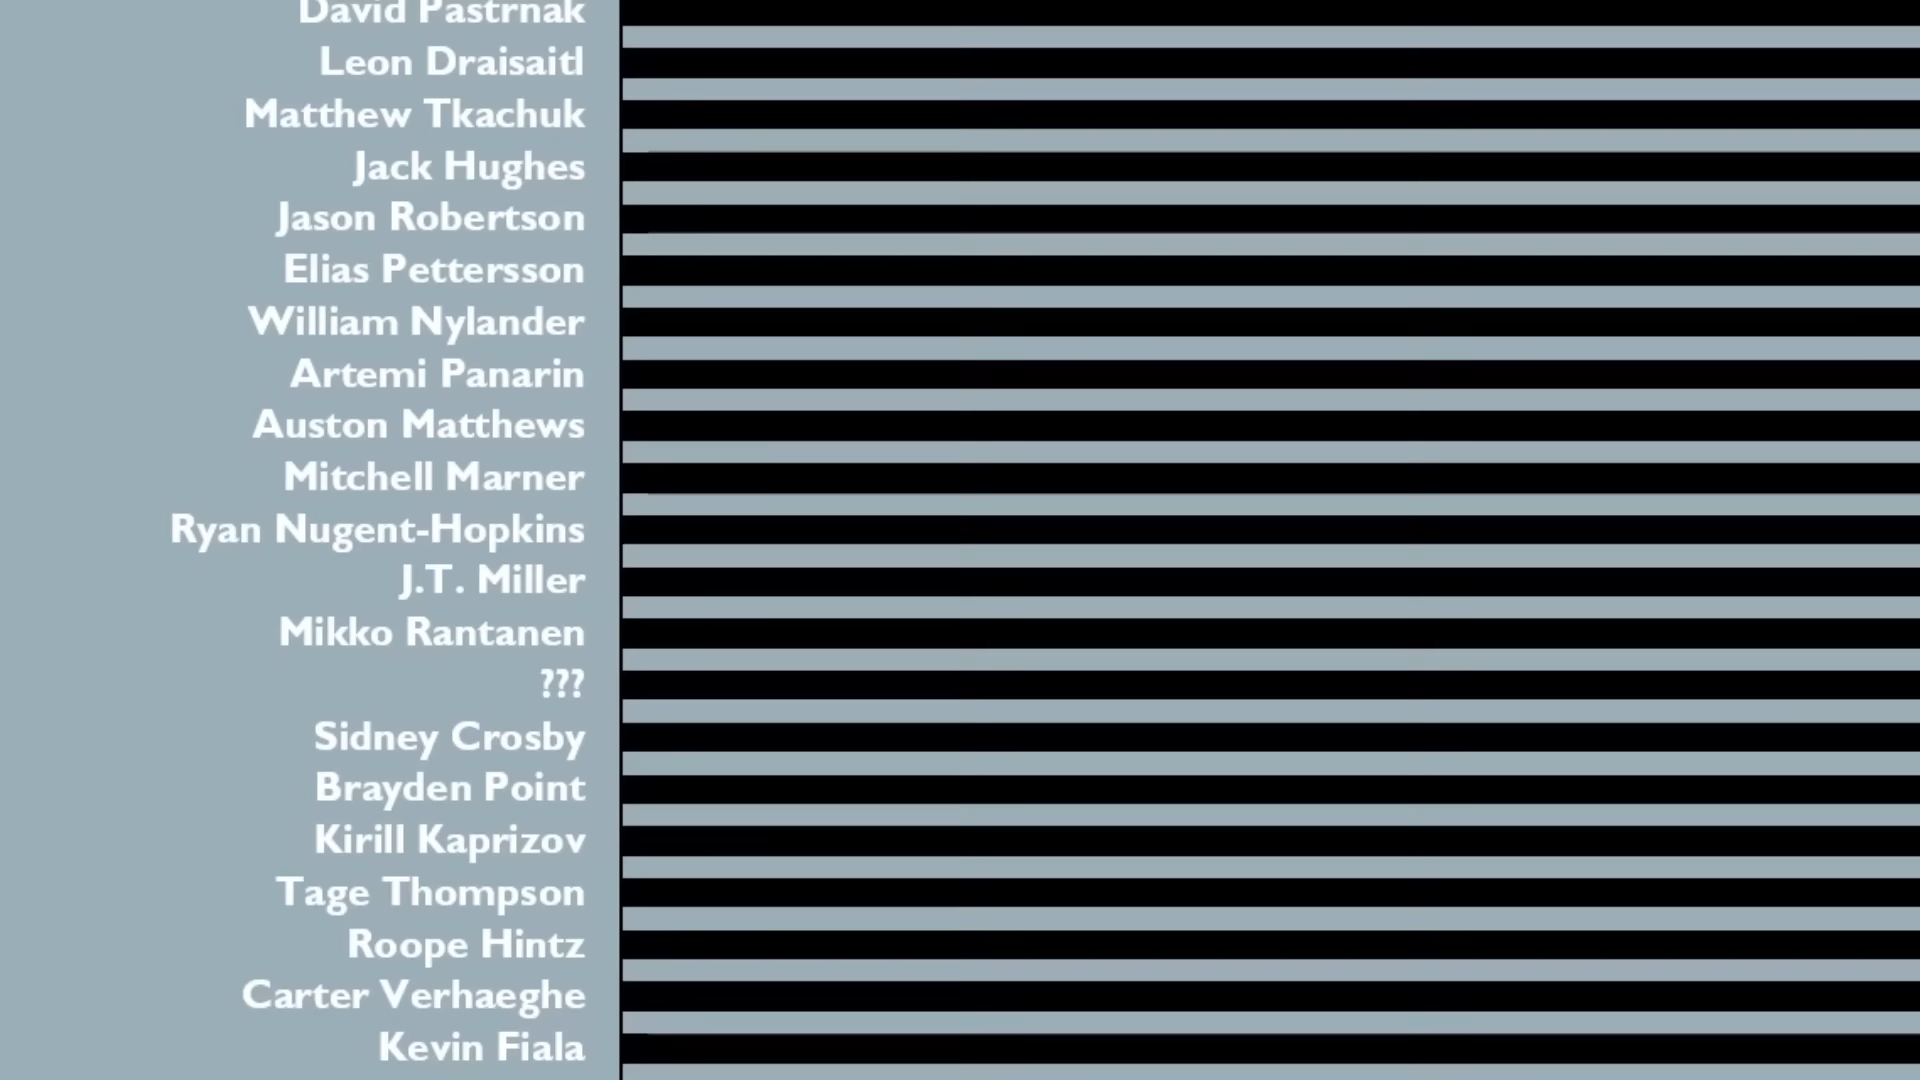 David Pastrnak
Leon Draisaitl
Matthew Tkachuk
Jack Hughes
Jason Robertson
Elias Pettersson
William Nylander
Artemi Panarin
Auston Matthews
Mitchell Marner
Ryan Nugent-Hopkins
J.T. Miller
Mikko Rantanen
???
Sidney Crosby
Brayden Point
Kirill Kaprizov
Tage Thompson
Roope Hintz
Carter Verhaeghe
Kevin Fiala